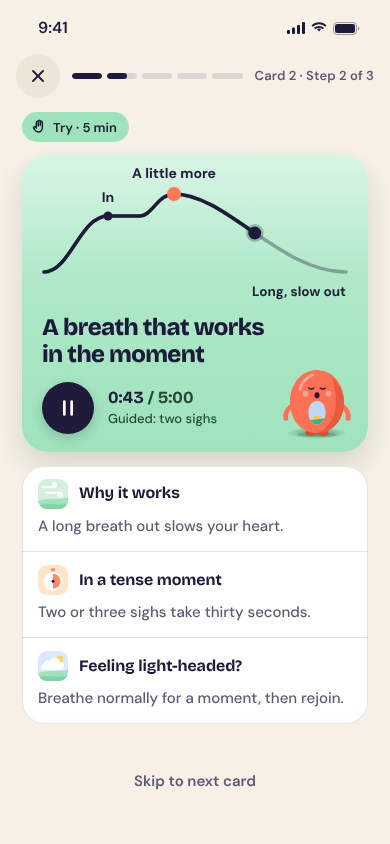 9:41
Card 2 · Step 2 of 3
Try · 5 min
A little more
In
Long, slow out
A breath that works
in the moment
0:43 / 5:00
Guided: two sighs
Why it works
A long breath out slows your heart.
In a tense moment
Two or three sighs take thirty seconds.
Feeling light-headed?
Breathe normally for a moment, then rejoin.
Skip to next card